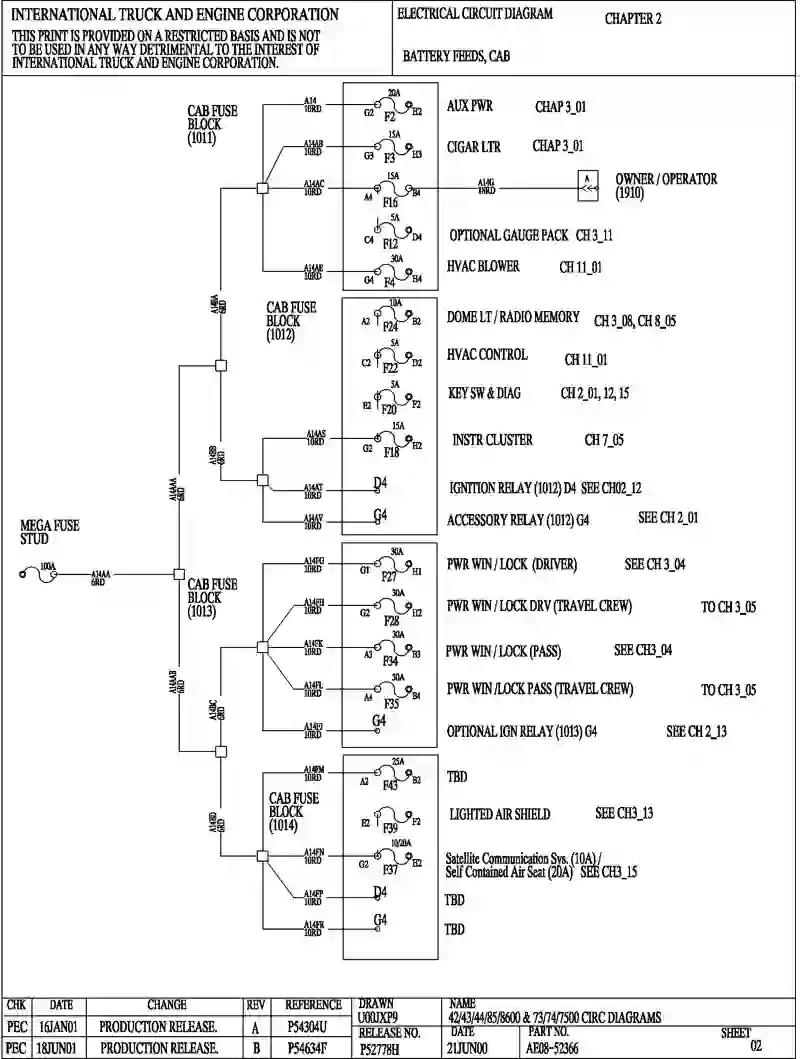 INTERNATIONAL TRUCK AND ENGINE CORPORATION
THIS PRINT IS PROVIDED ON A RESTRICTED BASIS AND IS NOT
TO BE USED IN ANY WAY DETRIMENTAL TO THE INTEREST OF
INTERNATIONAL TRUCK AND ENGINE CORPORATION.
ELECTRICAL CIRCUIT DIAGRAM
CHAPTER 2
BATTERY FEEDS, CAB
CAB FUSE
BLOCK
(1011)
A14
10RD
20A
G2 F2 H2
AUX PWR CHAP 3_01
A14AB
10RD
15A
G3 F3 H3
CIGAR LTR CHAP 3_01
A14AC
10RD
15A
A4 F16 B4
A14G
18RD
A
OWNER / OPERATOR
(1910)
5A
C4 F12 D4
OPTIONAL GAUGE PACK CH 3_11
A14AE
10RD
30A
G4 F4 H4
HVAC BLOWER CH 11_01
6RD
CAB FUSE
BLOCK
(1012)
10A
A2 F24 B2
DOME LT / RADIO MEMORY CH 3_08, CH 8_05
5A
C2 F22 D2
HVAC CONTROL CH 11_01
5A
E2 F20 F2
KEY SW & DIAG CH 2_01, 12, 15
A14AS
10RD
15A
G2 F18 H2
INSTR CLUSTER CH 7_05
6RD
A14AT
10RD
D4
IGNITION RELAY (1012) D4 SEE CH02_12
A14AV
10RD
G4
ACCESSORY RELAY (1012) G4 SEE CH 2_01
A14AAA
6RD
MEGA FUSE
STUD
100A
A14AA
6RD
CAB FUSE
BLOCK
(1013)
A14FG
10RD
30A
G1 F27 H1
PWR WIN / LOCK (DRIVER) SEE CH 3_04
A14FH
10RD
30A
G2 F28 H2
PWR WIN / LOCK DRV (TRAVEL CREW) TO CH 3_05
A14FK
10RD
30A
A3 F34 B3
PWR WIN / LOCK (PASS) SEE CH3_04
A14FL
10RD
30A
A4 F35 B4
PWR WIN /LOCK PASS (TRAVEL CREW) TO CH 3_05
A14FJ
10RD
G4
OPTIONAL IGN RELAY (1013) G4 SEE CH 2_13
A14AAB
6RD
A14BC
6RD
A14FM
10RD
25A
A2 F43 B2
TBD
CAB FUSE
BLOCK
(1014)
E2 F39 F2
LIGHTED AIR SHIELD SEE CH3_13
A14BD
6RD
A14FN
10RD
10/20A
G2 F37 H2
Satellite Communication Sys. (10A) /
Self Contained Air Seat (20A) SEE CH3_15
A14FP
10RD
D4
TBD
A14FR
10RD
G4
TBD
CHK DATE CHANGE REV REFERENCE
PEC 16JAN01 PRODUCTION RELEASE. A P54304U
PEC 18JUN01 PRODUCTION RELEASE. B P54634F
DRAWN
U00JXP9
RELEASE NO.
P52778H
NAME
42/43/44/85/8600 & 73/74/7500 CIRC DIAGRAMS
DATE PART NO. SHEET
21JUN00 AE08-52366 02